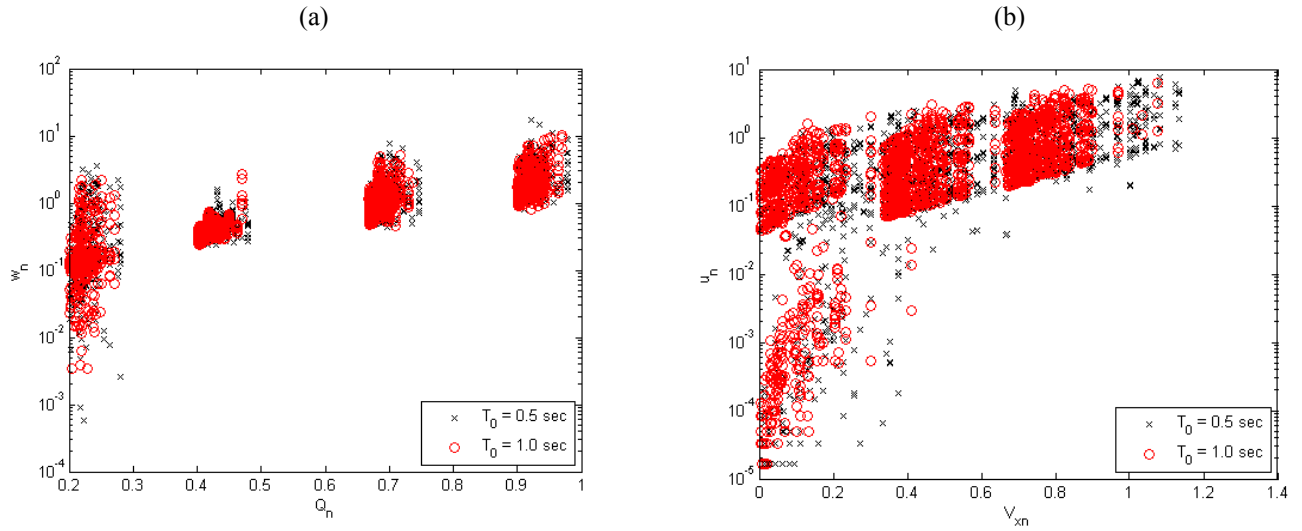 (a)
(b)
10^2
10^1
10^0
10^-1
10^-2
10^-3
10^-4
w_n
0.2 0.3 0.4 0.5 0.6 0.7 0.8 0.9 1
Q_n
× T_0 = 0.5 sec
○ T_0 = 1.0 sec
10^1
10^0
10^-1
10^-2
10^-3
10^-4
10^-5
u_n
0 0.2 0.4 0.6 0.8 1 1.2 1.4
V_xn
× T_0 = 0.5 sec
○ T_0 = 1.0 sec